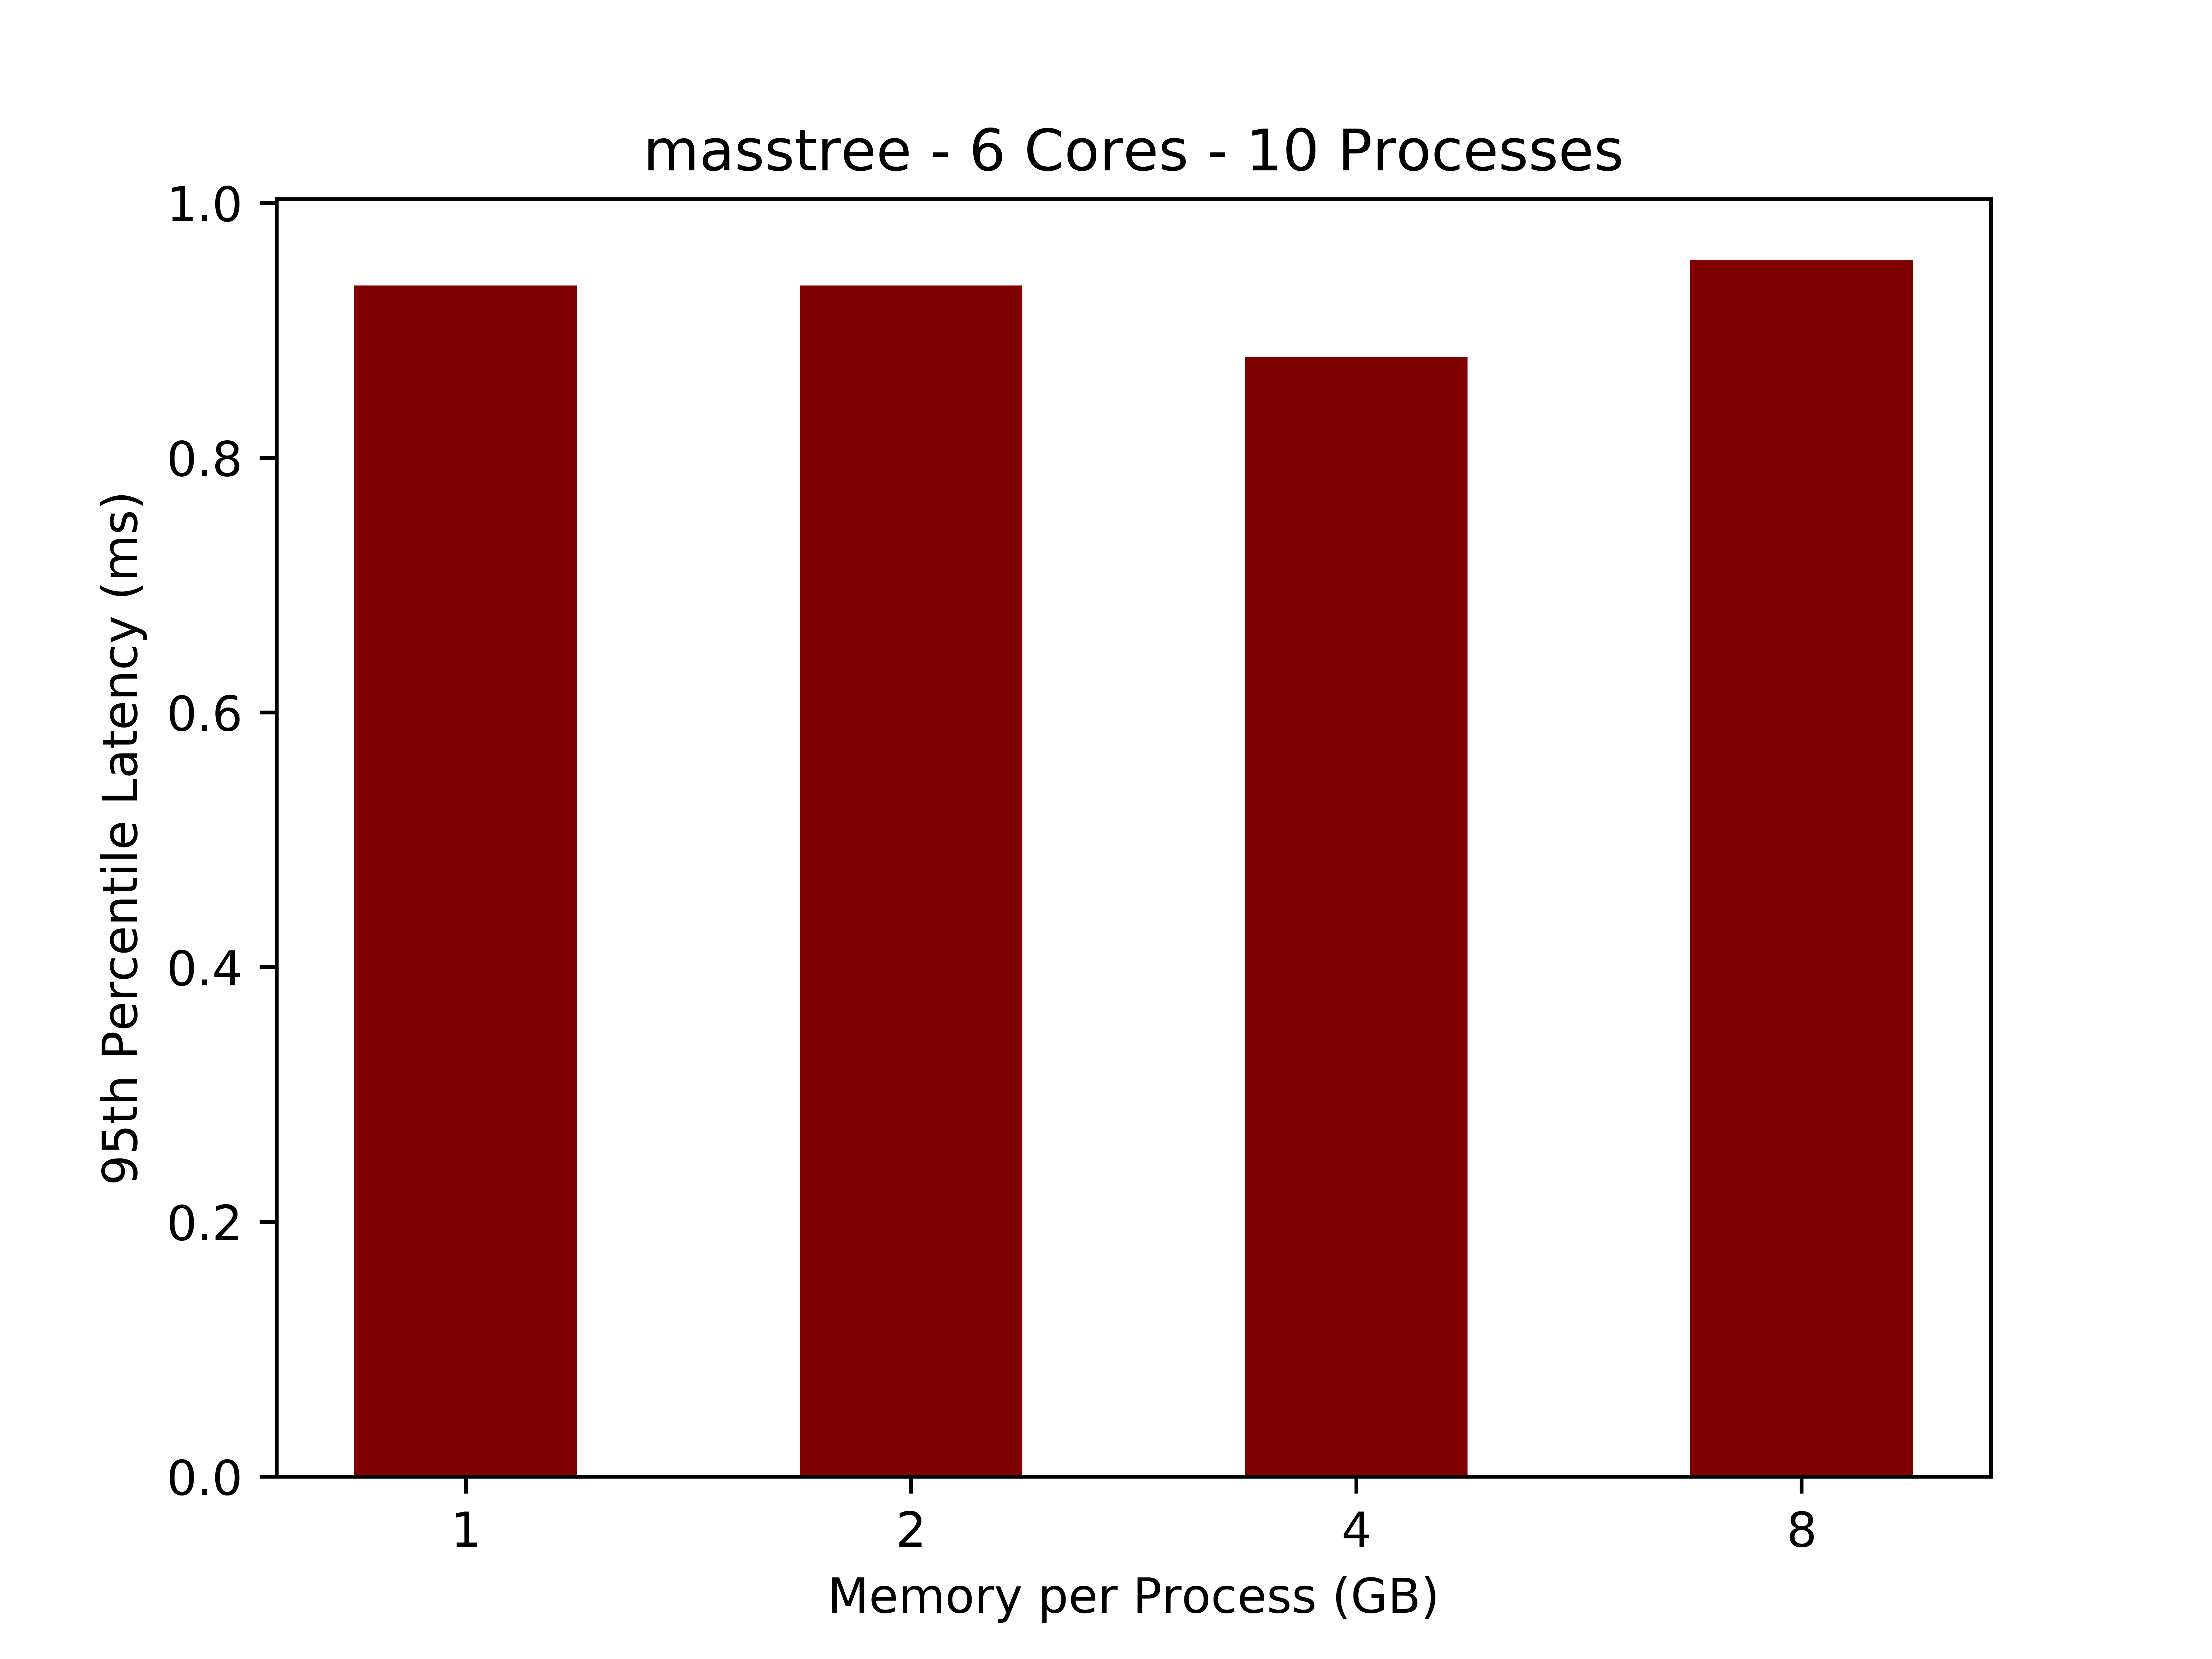 masstree - 6 Cores - 10 Processes
95th Percentile Latency (ms)
1.0
0.8
0.6
0.4
0.2
0.0
1 2 4 8
Memory per Process (GB)